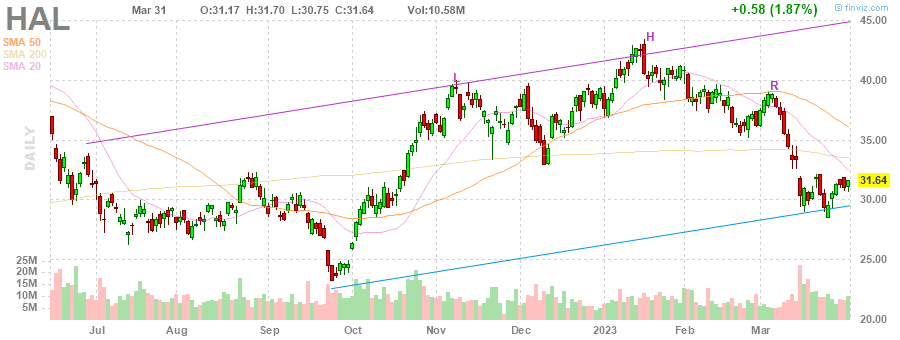 HAL
Mar 31 O:31.17 H:31.70 L:30.75 C:31.64 Vol:10.58M +0.58 (1.87%)
© finviz.com
SMA 50
SMA 200
SMA 20
DAILY
L
H
R
45.00
40.00
35.00
31.64
30.00
25.00
20.00
25M
20M
15M
10M
5M
Jul Aug Sep Oct Nov Dec 2023 Feb Mar